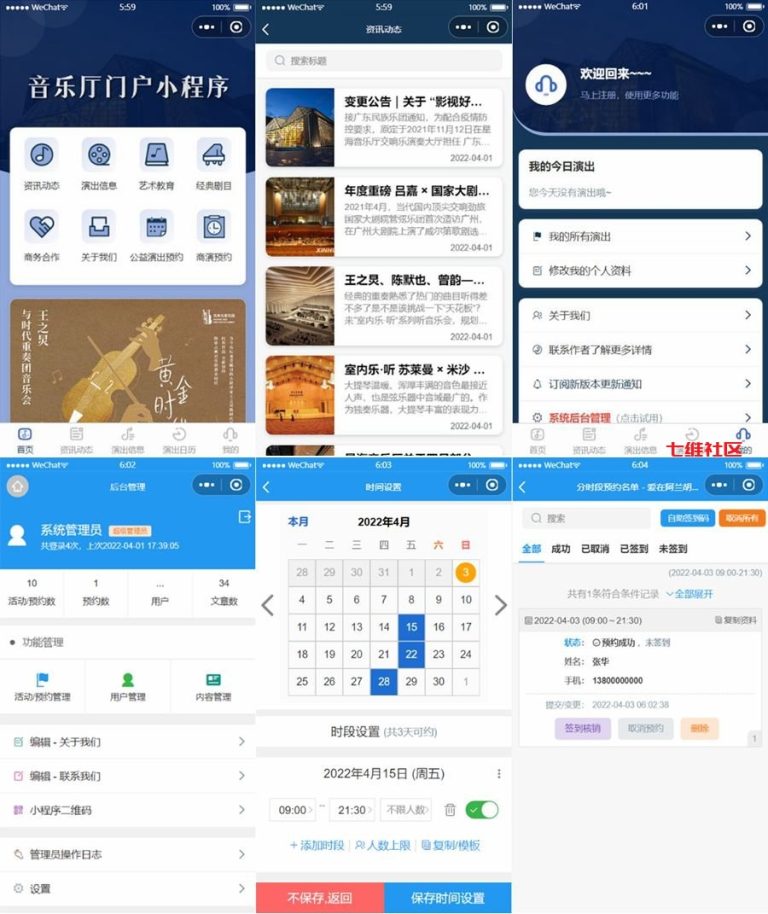 WeChat 5:59 100%
音乐厅门户小程序
资讯动态 演出信息 艺术教育 经典剧目
商务合作 关于我们 公益演出预约 商演预约
王之炅
与时代重奏团音乐会
黄金时代
首页 资讯动态 演出信息 演出日历 我的
WeChat 5:59 100%
资讯动态
搜索标题
变更公告｜关于 “影视好...
接广东民族乐团通知，为配合疫情防
控要求，原定于2021年11月12日在星
海音乐厅交响乐演奏大厅担任 广东...
2022-04-01
年度重磅 吕嘉 × 国家大剧...
2021年4月，当代国内顶尖交响劲旅
国家大剧院管弦乐团首次造访广州，
在广州大剧院上演了威尔第歌剧选...
2022-04-01
王之炅、陈默也、曾韵—...
经典的重奏熟悉了热门的曲目听得差
不多了是不是该挑战一下“天花板”？
来“室内乐·听”系列听音乐会，规划...
2022-04-01
室内乐·听 苏莱曼 × 米沙 ...
大提琴温暖、浑厚丰满的音色最接近
人声，也是弦乐器中音域最广的。作
为独奏乐器，大提琴丰富的表现力...
2022-04-01
WeChat 6:01 100%
欢迎回来~~~
马上注册，使用更多功能
我的今日演出
您今天没有演出哦~
我的所有演出
修改我的个人资料
关于我们
联系作者了解更多详情
订阅新版本更新通知
系统后台管理 (点击试用)
首页 资讯动态 演出信息
七维社区
WeChat 6:02 100%
后台管理
系统管理员 超级管理员
共登录4次，上次2022-04-01 17:39:05
10 1 ... 34
活动/预约数 预约数 用户 文章数
功能管理
活动/预约管理 用户管理 内容管理
编辑 - 关于我们
编辑 - 联系我们
小程序二维码
管理员操作日志
设置
WeChat 6:03 100%
时间设置
本月 2022年4月
一 二 三 四 五 六 日
28 29 30 31 1 2 3
4 5 6 7 8 9 10
11 12 13 14 15 16 17
18 19 20 21 22 23 24
25 26 27 28 29 30 1
时段设置 (共3天可约)
2022年4月15日 (周五)
09:00 21:30 不限人数
+ 添加时段 人数上限 复制/模板
不保存,返回 保存时间设置
WeChat 6:04 100%
分时段预约名单 - 爱在阿兰胡...
搜索 自助签到码 取消所有
全部 成功 已取消 已签到 未签到
(2022-04-03 09:00-21:30)
共有1条符合条件记录 全部展开
2022-04-03 (09:00～21:30) 复制资料
状态： 预约成功，未签到
姓名： 张华
手机： 13800000000
提交/变更： 2022-04-03 06:02:38
签到核销 取消预约 删除
1